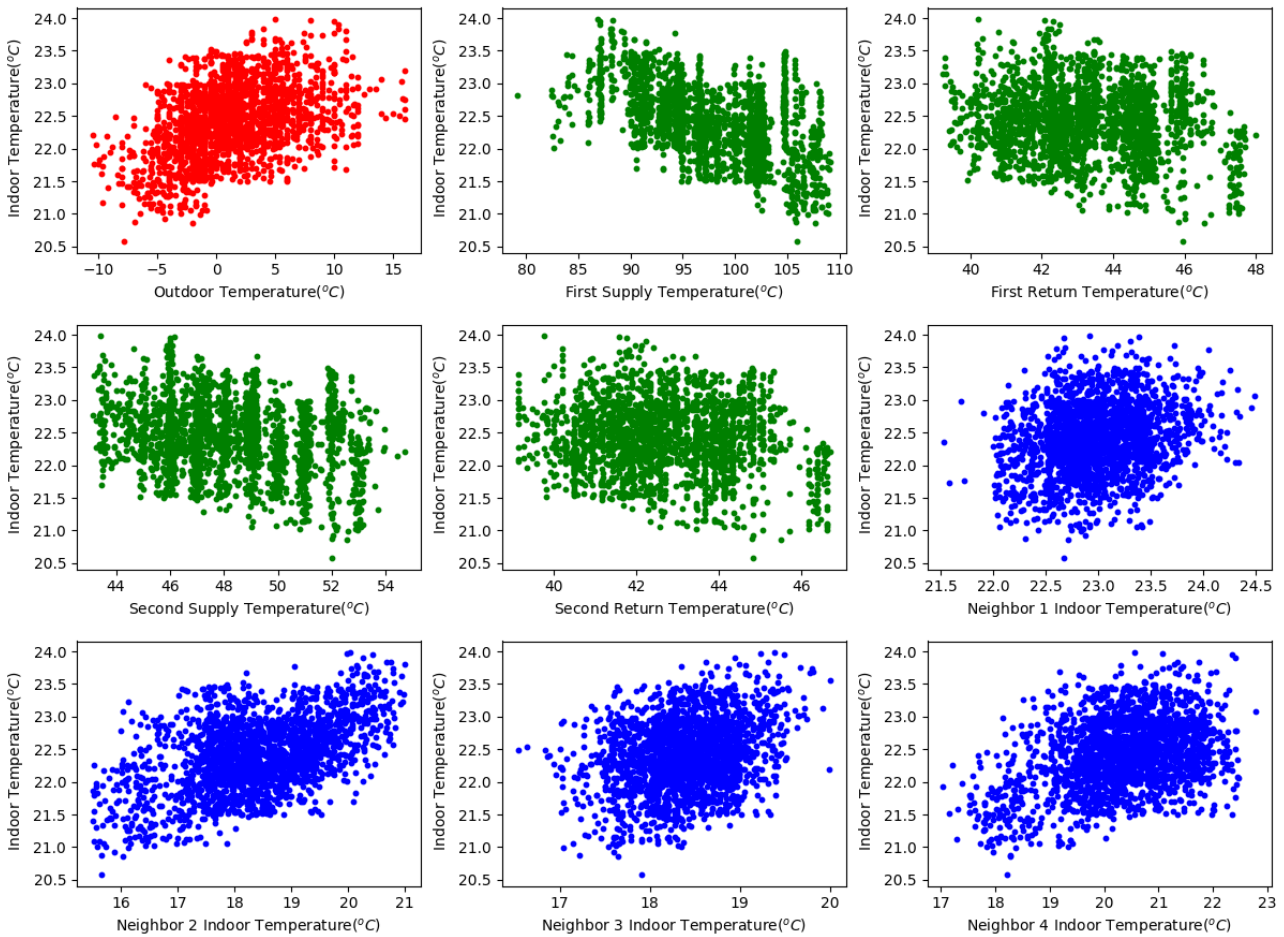 24.0 24.0 24.0
23.5 23.5 23.5
23.0 23.0 23.0
22.5 22.5 22.5
22.0 22.0 22.0
21.5 21.5 21.5
21.0 21.0 21.0
20.5 20.5 20.5
Indoor Temperature(°C) Indoor Temperature(°C) Indoor Temperature(°C)
−10 −5 0 5 10 15 80 85 90 95 100 105 110 40 42 44 46 48
Outdoor Temperature(°C) First Supply Temperature(°C) First Return Temperature(°C)
24.0 24.0 24.0
23.5 23.5 23.5
23.0 23.0 23.0
22.5 22.5 22.5
22.0 22.0 22.0
21.5 21.5 21.5
21.0 21.0 21.0
20.5 20.5 20.5
Indoor Temperature(°C) Indoor Temperature(°C) Indoor Temperature(°C)
44 46 48 50 52 54 40 42 44 46 21.5 22.0 22.5 23.0 23.5 24.0 24.5
Second Supply Temperature(°C) Second Return Temperature(°C) Neighbor 1 Indoor Temperature(°C)
24.0 24.0 24.0
23.5 23.5 23.5
23.0 23.0 23.0
22.5 22.5 22.5
22.0 22.0 22.0
21.5 21.5 21.5
21.0 21.0 21.0
20.5 20.5 20.5
Indoor Temperature(°C) Indoor Temperature(°C) Indoor Temperature(°C)
16 17 18 19 20 21 17 18 19 20 17 18 19 20 21 22 23
Neighbor 2 Indoor Temperature(°C) Neighbor 3 Indoor Temperature(°C) Neighbor 4 Indoor Temperature(°C)